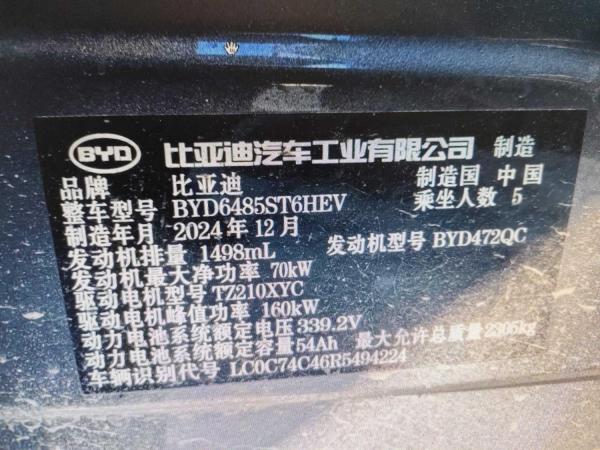 BYD 比亚迪汽车工业有限公司 制造
品牌 比亚迪 制造国 中国
整车型号 BYD6485ST6HEV 乘坐人数 5
制造年月 2024年12月
发动机排量 1498mL 发动机型号 BYD472QC
发动机最大净功率 70kW
驱动电机型号 TZ210XYC
驱动电机峰值功率 160kW
动力电池系统额定电压 339.2V
动力电池系统额定容量 54Ah 最大允许总质量 2305kg
车辆识别代号 LC0C74C46R5494224